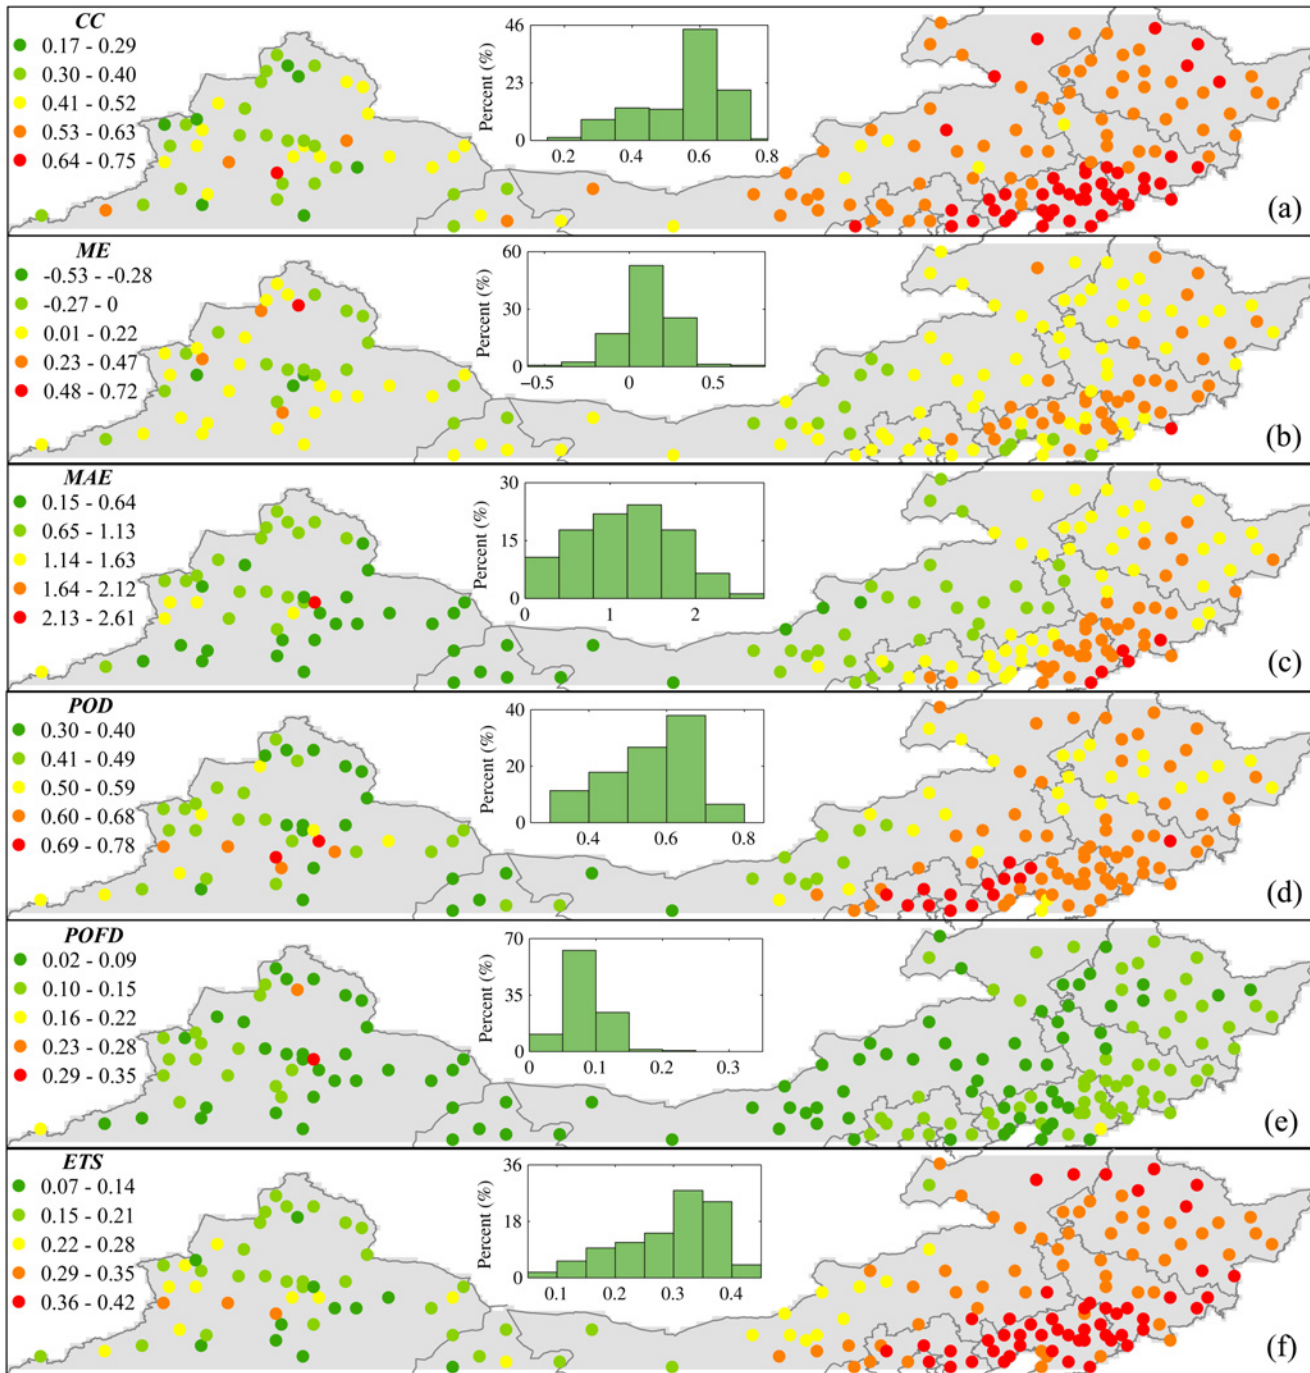 CC
0.17 - 0.29
0.30 - 0.40
0.41 - 0.52
0.53 - 0.63
0.64 - 0.75
Percent (%)
46
23
0
0.2 0.4 0.6 0.8
(a)
ME
-0.53 - -0.28
-0.27 - 0
0.01 - 0.22
0.23 - 0.47
0.48 - 0.72
Percent (%)
60
30
0
−0.5 0 0.5
(b)
MAE
0.15 - 0.64
0.65 - 1.13
1.14 - 1.63
1.64 - 2.12
2.13 - 2.61
Percent (%)
30
15
0
0 1 2
(c)
POD
0.30 - 0.40
0.41 - 0.49
0.50 - 0.59
0.60 - 0.68
0.69 - 0.78
Percent (%)
40
20
0
0.4 0.6 0.8
(d)
POFD
0.02 - 0.09
0.10 - 0.15
0.16 - 0.22
0.23 - 0.28
0.29 - 0.35
Percent (%)
70
35
0
0 0.1 0.2 0.3
(e)
ETS
0.07 - 0.14
0.15 - 0.21
0.22 - 0.28
0.29 - 0.35
0.36 - 0.42
Percent (%)
36
18
0
0.1 0.2 0.3 0.4
(f)